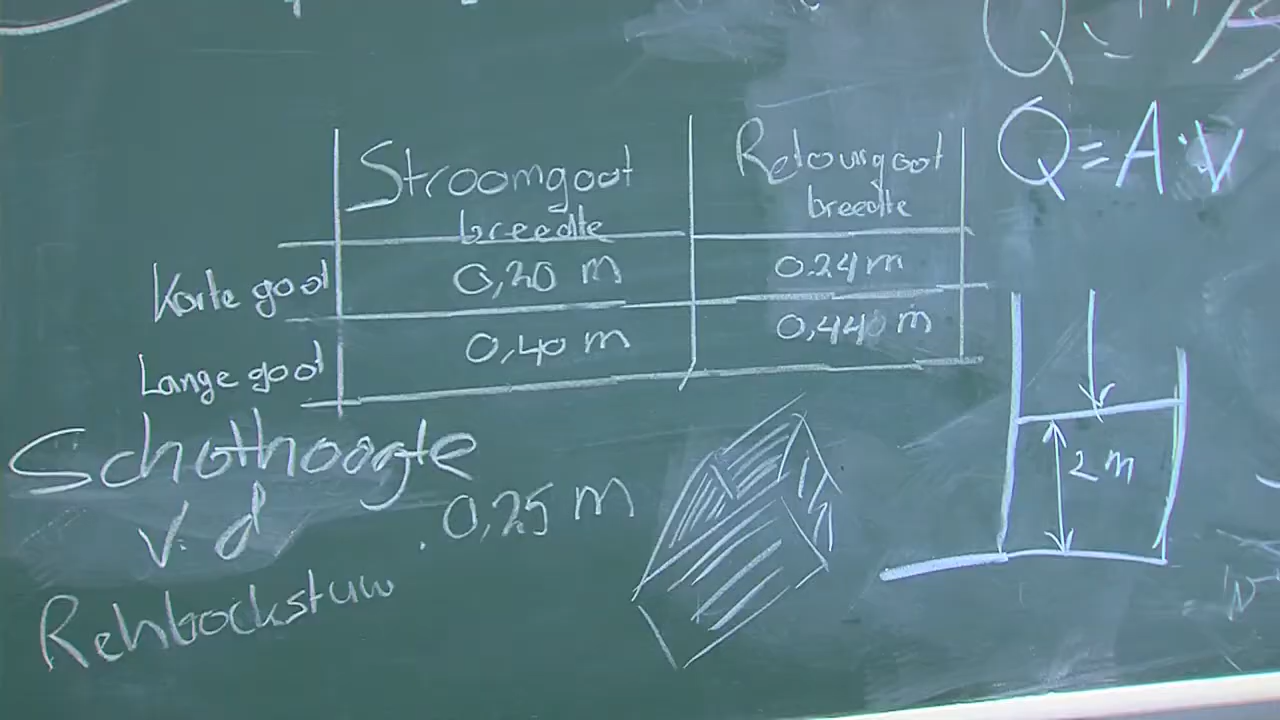 Q =
Q = A · V
Stroomgoot Retourgoot
breedte breedte
Korte goot 0,20 m 0.24 m
Lange goot 0,40 m 0,440 m
Schothoogte
v. d 0,25 m
Rehbockstuw
2 m